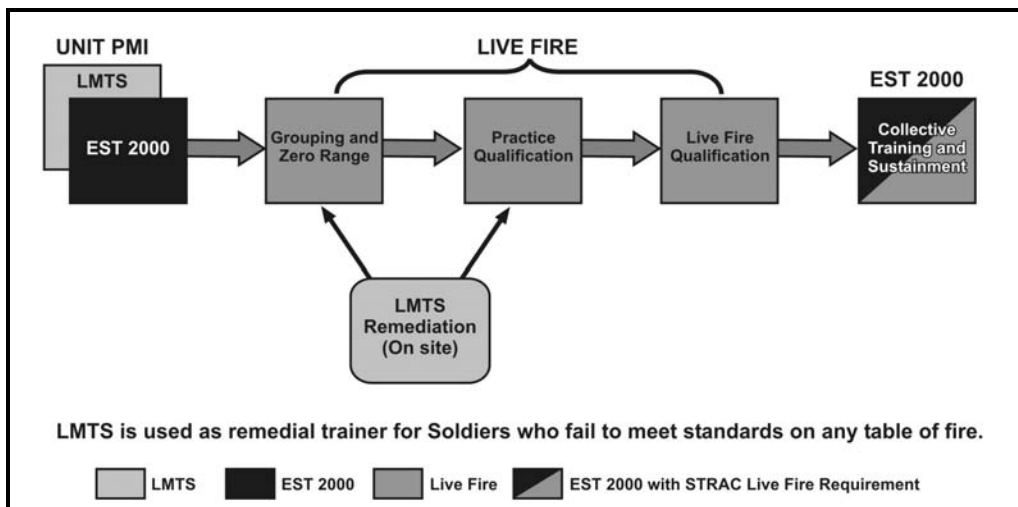 UNIT PMI
LMTS
EST 2000
LIVE FIRE
Grouping and
Zero Range
Practice
Qualification
Live Fire
Qualification
EST 2000
Collective
Training and
Sustainment
LMTS
Remediation
(On site)
LMTS is used as remedial trainer for Soldiers who fail to meet standards on any table of fire.
LMTS
EST 2000
Live Fire
EST 2000 with STRAC Live Fire Requirement